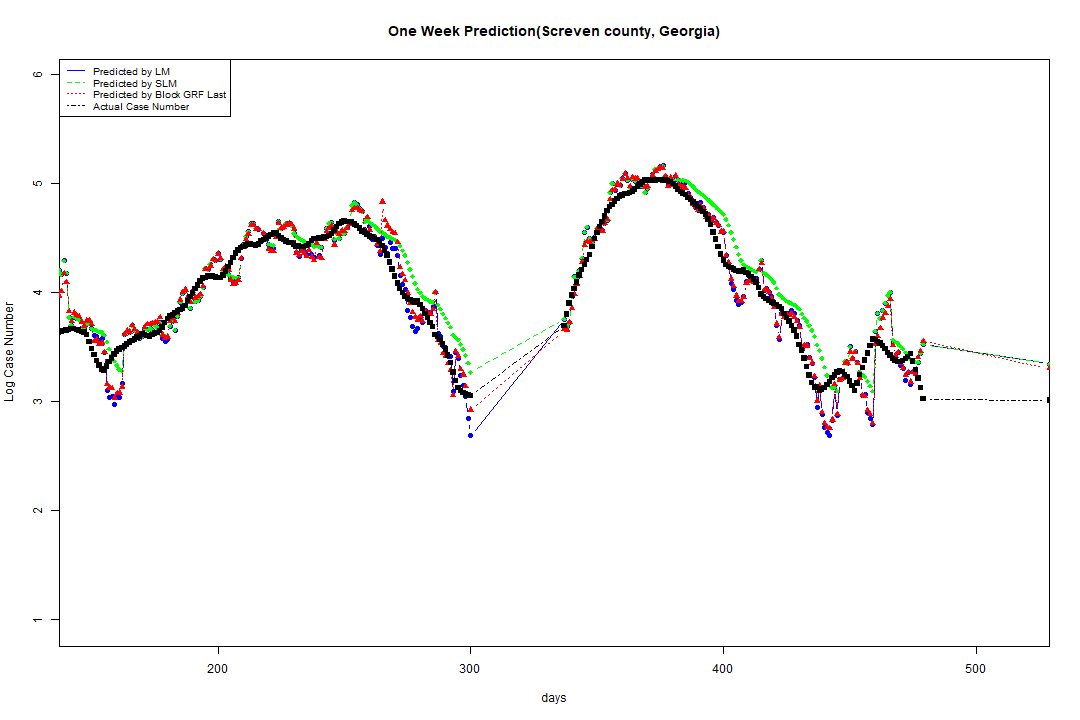 One Week Prediction(Screven county, Georgia)
Predicted by LM
Predicted by SLM
Predicted by Block GRF Last
Actual Case Number
6
5
4
3
2
1
Log Case Number
200 300 400 500
days